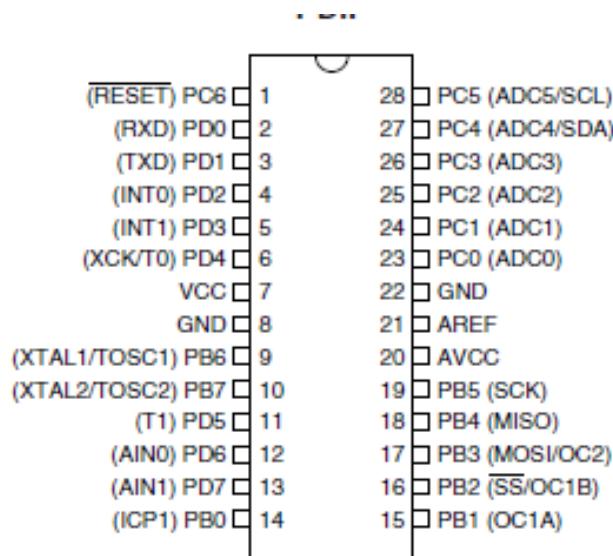 (RESET) PC6 1 28 PC5 (ADC5/SCL)
(RXD) PD0 2 27 PC4 (ADC4/SDA)
(TXD) PD1 3 26 PC3 (ADC3)
(INT0) PD2 4 25 PC2 (ADC2)
(INT1) PD3 5 24 PC1 (ADC1)
(XCK/T0) PD4 6 23 PC0 (ADC0)
VCC 7 22 GND
GND 8 21 AREF
(XTAL1/TOSC1) PB6 9 20 AVCC
(XTAL2/TOSC2) PB7 10 19 PB5 (SCK)
(T1) PD5 11 18 PB4 (MISO)
(AIN0) PD6 12 17 PB3 (MOSI/OC2)
(AIN1) PD7 13 16 PB2 (SS/OC1B)
(ICP1) PB0 14 15 PB1 (OC1A)